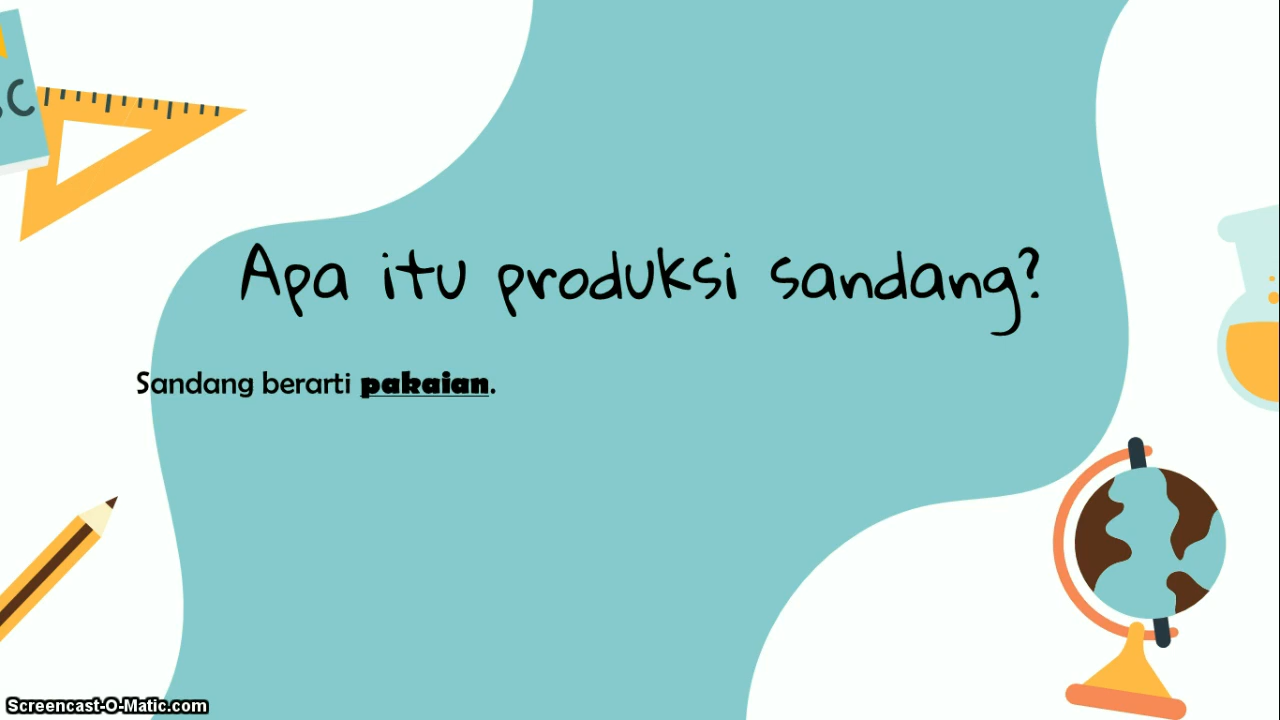 C
Apa itu produksi sandang?
Sandang berarti pakaian.
Screencast-O-Matic.com